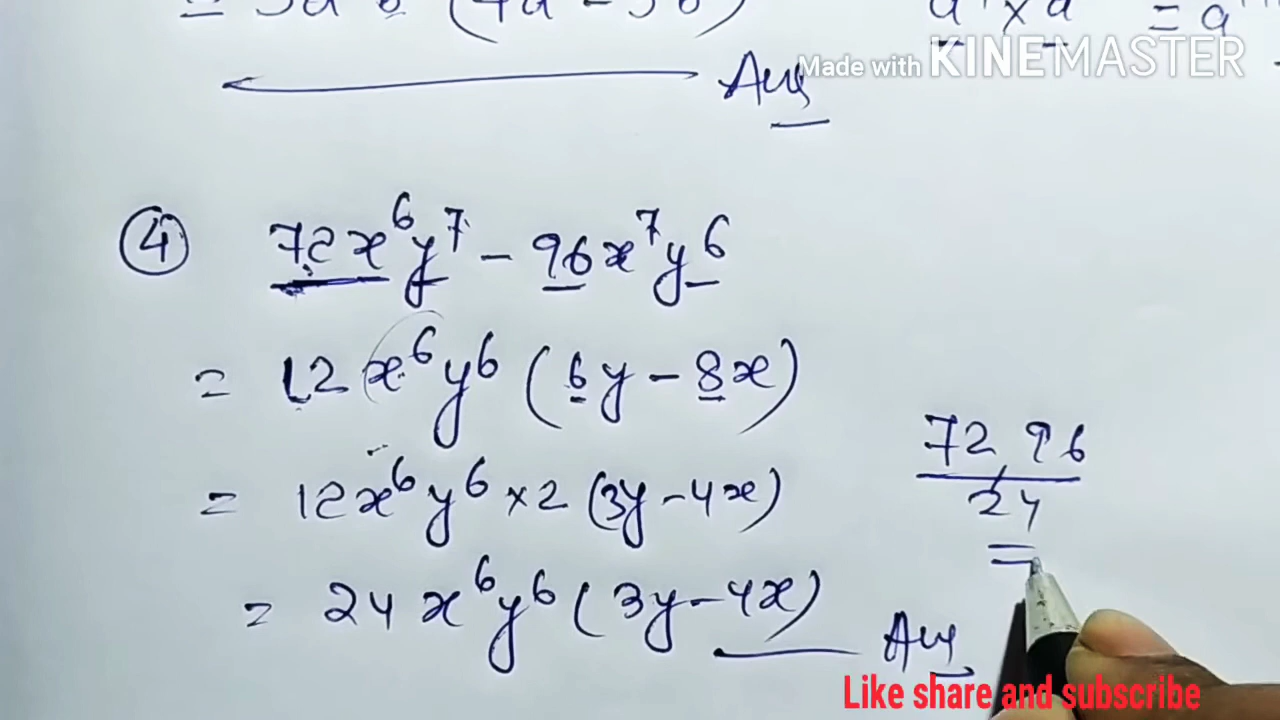 a × a = a
Ans
Made with KINEMASTER
④ 72x⁶y⁷ - 96x⁷y⁶
= 12x⁶y⁶ (6y - 8x)
= 12x⁶y⁶ × 2 (3y - 4x)
72, 96
24
=
= 24x⁶y⁶ (3y - 4x)
Ans
Like share and subscribe